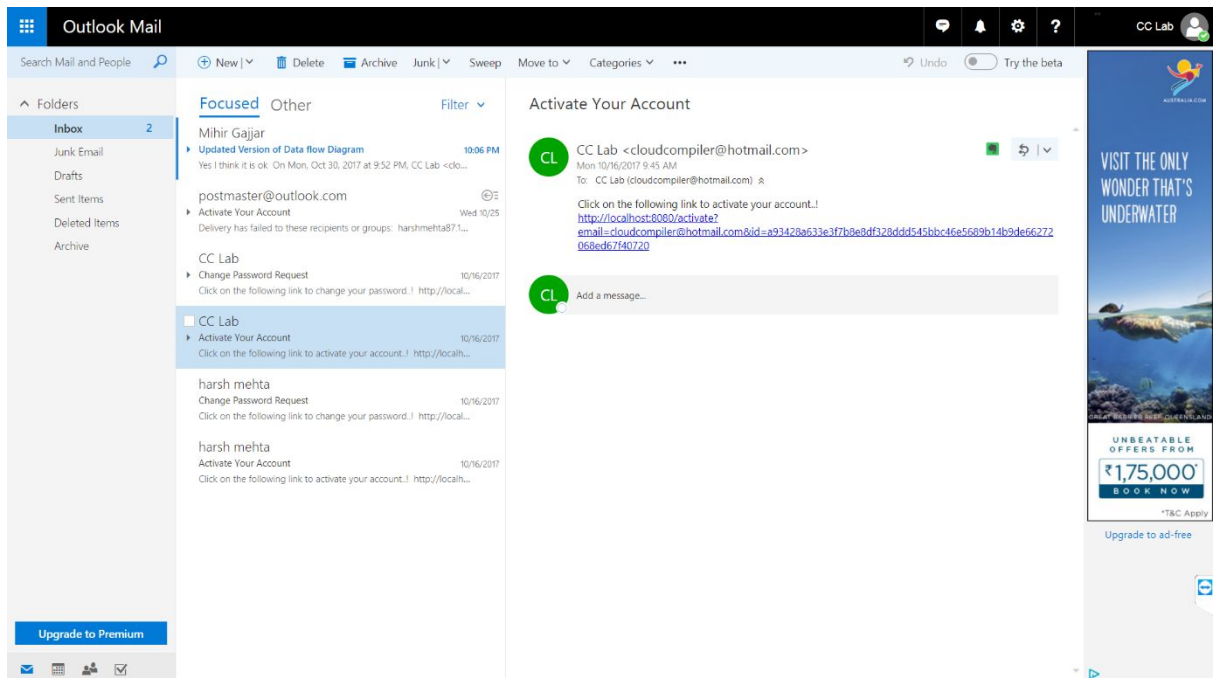 Outlook Mail
CC Lab
Search Mail and People
New
Delete
Archive
Junk
Sweep
Move to
Categories
Undo
Try the beta
Folders
Inbox 2
Junk Email
Drafts
Sent Items
Deleted Items
Archive
Upgrade to Premium
Focused Other Filter
Mihir Gajjar
Updated Version of Data flow Diagram 10:06 PM
Yes I think it is ok On Mon, Oct 30, 2017 at 9:52 PM, CC Lab <clo...
postmaster@outlook.com
Activate Your Account Wed 10/25
Delivery has failed to these recipients or groups: harshmehta87.1...
CC Lab
Change Password Request 10/16/2017
Click on the following link to change your password..! http://local...
CC Lab
Activate Your Account 10/16/2017
Click on the following link to activate your account..! http://localh...
harsh mehta
Change Password Request 10/16/2017
Click on the following link to change your password..! http://local...
harsh mehta
Activate Your Account 10/16/2017
Click on the following link to activate your account..! http://localh...
Activate Your Account
CL
CC Lab <cloudcompiler@hotmail.com>
Mon 10/16/2017 9:45 AM
To: CC Lab (cloudcompiler@hotmail.com)
Click on the following link to activate your account..!
http://localhost:8080/activate?
email=cloudcompiler@hotmail.com&id=a93428a633e3f7b8e8df328ddd545bbc46e5689b14b9de66272
068ed67f40720
CL
Add a message...
AUSTRALIA.COM
VISIT THE ONLY
WONDER THAT'S
UNDERWATER
GREAT BARRIER REEF, QUEENSLAND
UNBEATABLE
OFFERS FROM
₹1,75,000*
BOOK NOW
*T&C Apply
Upgrade to ad-free